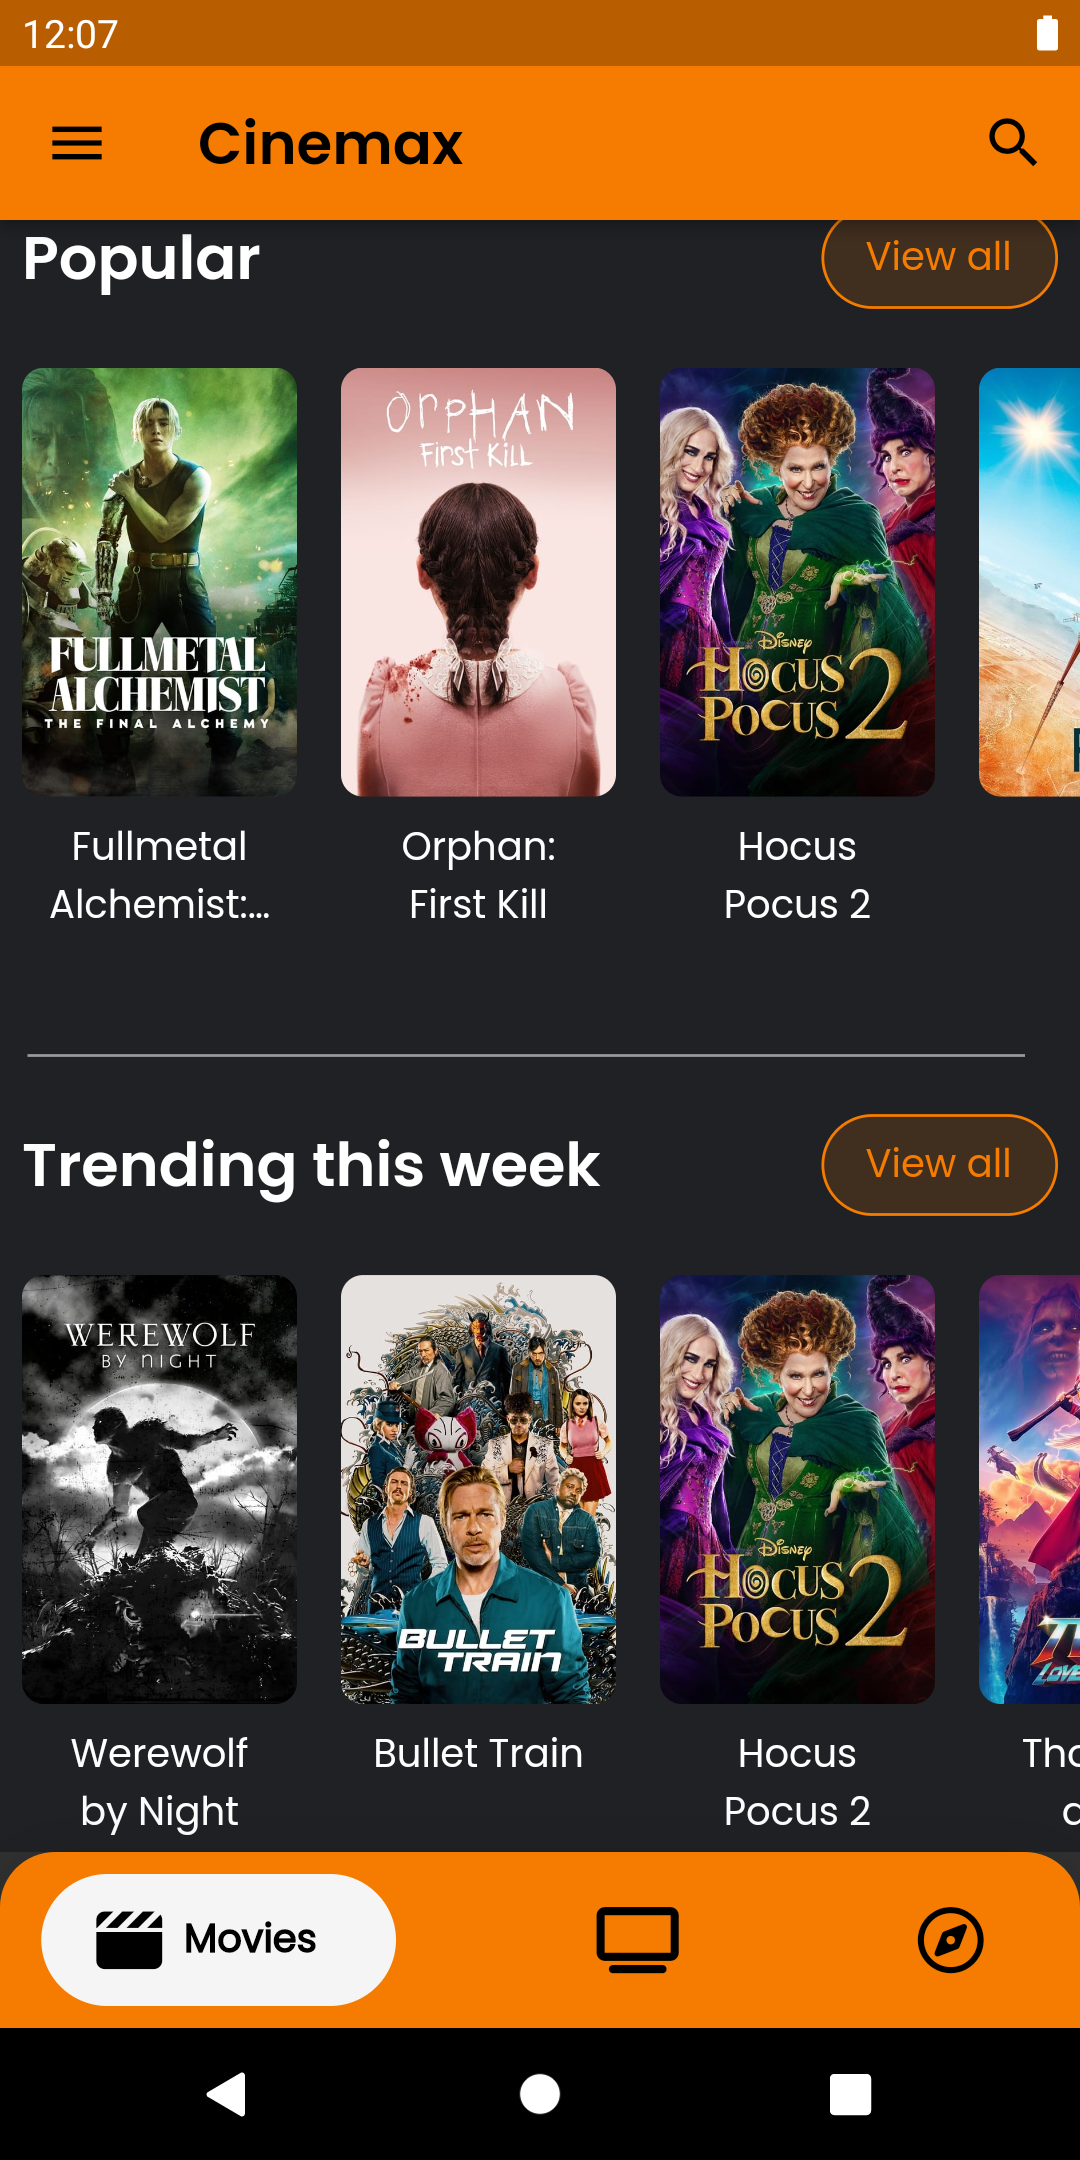 12:07
Cinemax
Popular
View all
ORPHAN
First Kill
FULLMETAL
ALCHEMIST
THE FINAL ALCHEMY
Disney
HOCUS
POCUS 2
Fullmetal
Alchemist:...
Orphan:
First Kill
Hocus
Pocus 2
Trending this week
View all
WEREWOLF
BY NIGHT
BULLET
TRAIN
Disney
HOCUS
POCUS 2
Werewolf
by Night
Bullet Train
Hocus
Pocus 2
Movies